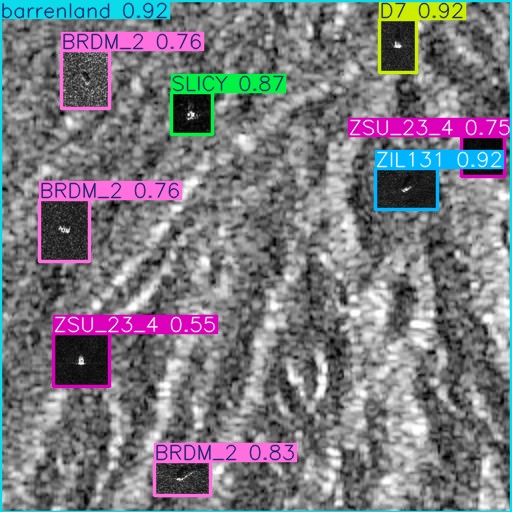 barrenland 0.92
D7 0.92
BRDM_2 0.76
SLICY 0.87
ZSU_23_4 0.75
ZIL131 0.92
BRDM_2 0.76
ZSU_23_4 0.55
BRDM_2 0.83